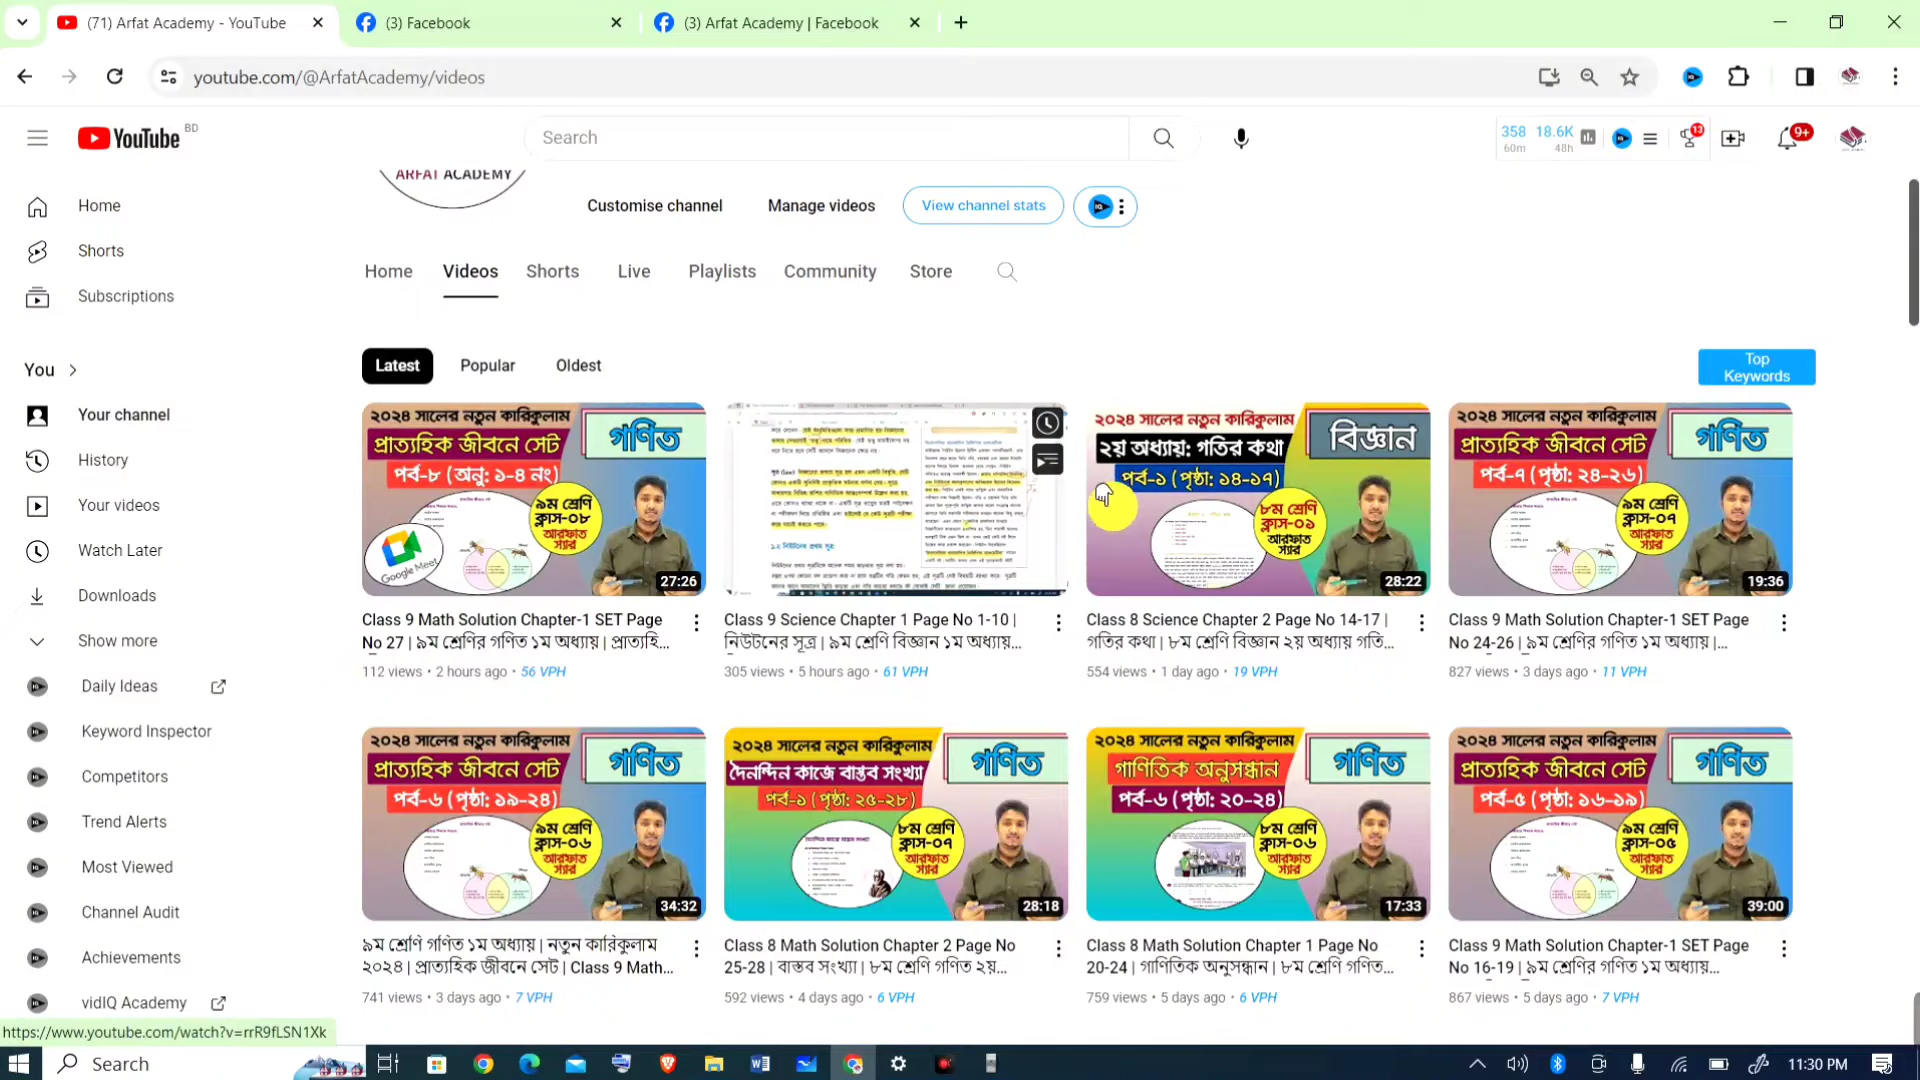 (71) Arfat Academy - YouTube
(3) Facebook
(3) Arfat Academy | Facebook
youtube.com/@ArfatAcademy/videos
YouTube BD
Search
358 18.6K
60m 48h
13
9+
ARFAT ACADEMY
Customise channel
Manage videos
View channel stats
Home
Shorts
Subscriptions
You
Your channel
History
Your videos
Watch Later
Downloads
Show more
Daily Ideas
Keyword Inspector
Competitors
Trend Alerts
Most Viewed
Channel Audit
Achievements
vidIQ Academy
Home Videos Shorts Live Playlists Community Store
Latest Popular Oldest
Top
Keywords
২০২৪ সালের নতুন কারিকুলাম
প্রাত্যহিক জীবনে সেট
গণিত
পর্ব-৮ (অনু: ১-৪ নং)
৯ম শ্রেণি
ক্লাস-০৮
আরফাত
স্যার
Google Meet
27:26
Class 9 Math Solution Chapter-1 SET Page
No 27 | ৯ম শ্রেণির গণিত ১ম অধ্যায় | প্রাত্যহি...
112 views • 2 hours ago • 56 VPH
১.২ নিউটনের প্রথম সূত্র:
Class 9 Science Chapter 1 Page No 1-10 |
নিউটনের সূত্র | ৯ম শ্রেণি বিজ্ঞান ১ম অধ্যায়...
305 views • 5 hours ago • 61 VPH
২০২৪ সালের নতুন কারিকুলাম
২য় অধ্যায়: গতির কথা
বিজ্ঞান
পর্ব-১ (পৃষ্ঠা: ১৪-১৭)
৮ম শ্রেণি
ক্লাস-০১
আরফাত
স্যার
28:22
Class 8 Science Chapter 2 Page No 14-17 |
গতির কথা | ৮ম শ্রেণি বিজ্ঞান ২য় অধ্যায় গতি...
554 views • 1 day ago • 19 VPH
২০২৪ সালের নতুন কারিকুলাম
প্রাত্যহিক জীবনে সেট
গণিত
পর্ব-৭ (পৃষ্ঠা: ২৪-২৬)
৯ম শ্রেণি
ক্লাস-০৭
আরফাত
স্যার
19:36
Class 9 Math Solution Chapter-1 SET Page
No 24-26 | ৯ম শ্রেণির গণিত ১ম অধ্যায় |...
827 views • 3 days ago • 11 VPH
২০২৪ সালের নতুন কারিকুলাম
প্রাত্যহিক জীবনে সেট
গণিত
পর্ব-৬ (পৃষ্ঠা: ১৯-২৪)
৯ম শ্রেণি
ক্লাস-০৬
আরফাত
স্যার
34:32
৯ম শ্রেণি গণিত ১ম অধ্যায় | নতুন কারিকুলাম
২০২৪ | প্রাত্যহিক জীবনে সেট | Class 9 Math...
741 views • 3 days ago • 7 VPH
২০২৪ সালের নতুন কারিকুলাম
দৈনন্দিন কাজে বাস্তব সংখ্যা
গণিত
পর্ব-১ (পৃষ্ঠা: ২৫-২৮)
৮ম শ্রেণি
ক্লাস-০৭
আরফাত
স্যার
28:18
Class 8 Math Solution Chapter 2 Page No
25-28 | বাস্তব সংখ্যা | ৮ম শ্রেণি গণিত ২য়...
592 views • 4 days ago • 6 VPH
২০২৪ সালের নতুন কারিকুলাম
গাণিতিক অনুসন্ধান
গণিত
পর্ব-৬ (পৃষ্ঠা: ২০-২৪)
৮ম শ্রেণি
ক্লাস-০৬
আরফাত
স্যার
17:33
Class 8 Math Solution Chapter 1 Page No
20-24 | গাণিতিক অনুসন্ধান | ৮ম শ্রেণি গণিত...
759 views • 5 days ago • 6 VPH
২০২৪ সালের নতুন কারিকুলাম
প্রাত্যহিক জীবনে সেট
গণিত
পর্ব-৫ (পৃষ্ঠা: ১৬-১৯)
৯ম শ্রেণি
ক্লাস-০৫
আরফাত
স্যার
39:00
Class 9 Math Solution Chapter-1 SET Page
No 16-19 | ৯ম শ্রেণির গণিত ১ম অধ্যায়...
867 views • 5 days ago • 7 VPH
https://www.youtube.com/watch?v=rrR9fLSN1Xk
Search
11:30 PM